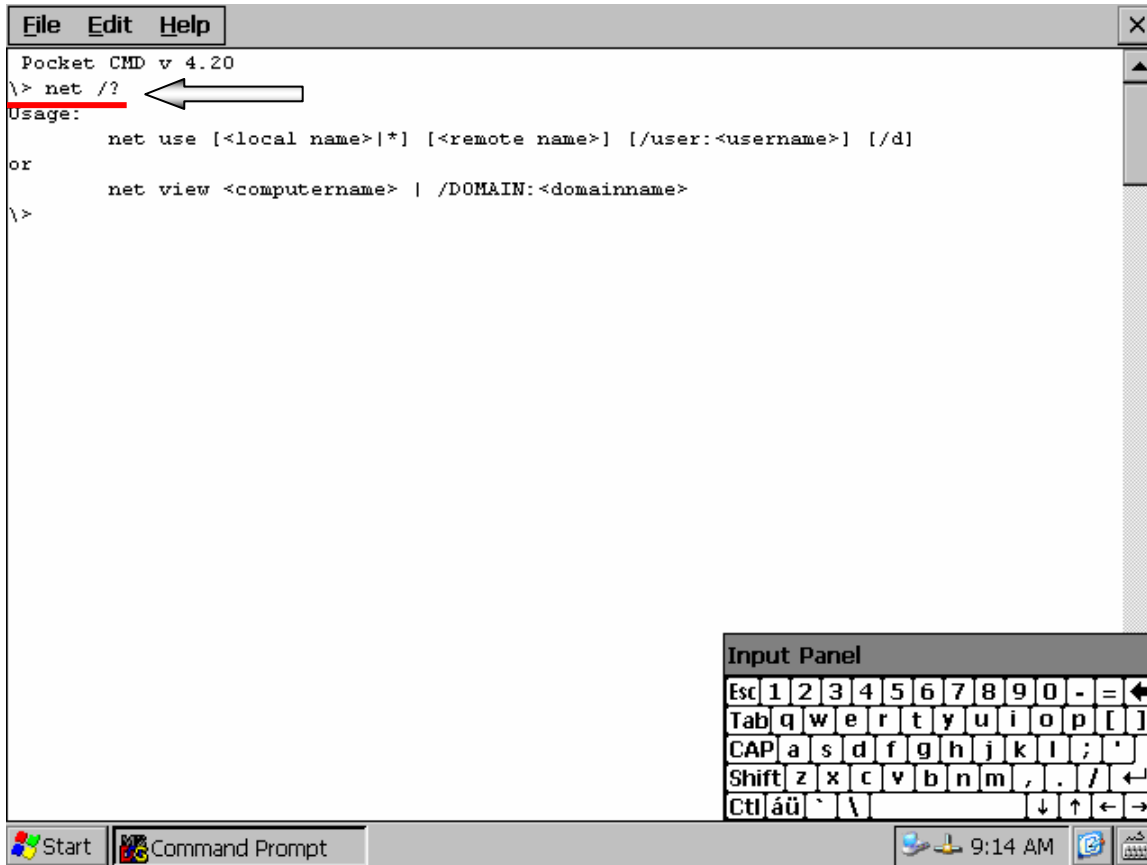 File Edit Help
Pocket CMD v 4.20
\> net /?
Usage:
net use [<local name>|*] [<remote name>] [/user:<username>] [/d]
or
net view <computername> | /DOMAIN:<domainname>
\>
Input Panel
Esc 1 2 3 4 5 6 7 8 9 0 - =
Tab q w e r t y u i o p [ ]
CAP a s d f g h j k l ; '
Shift z x c v b n m , . /
Ctl áü ` \ ↓ ↑ ← →
Start Command Prompt 9:14 AM